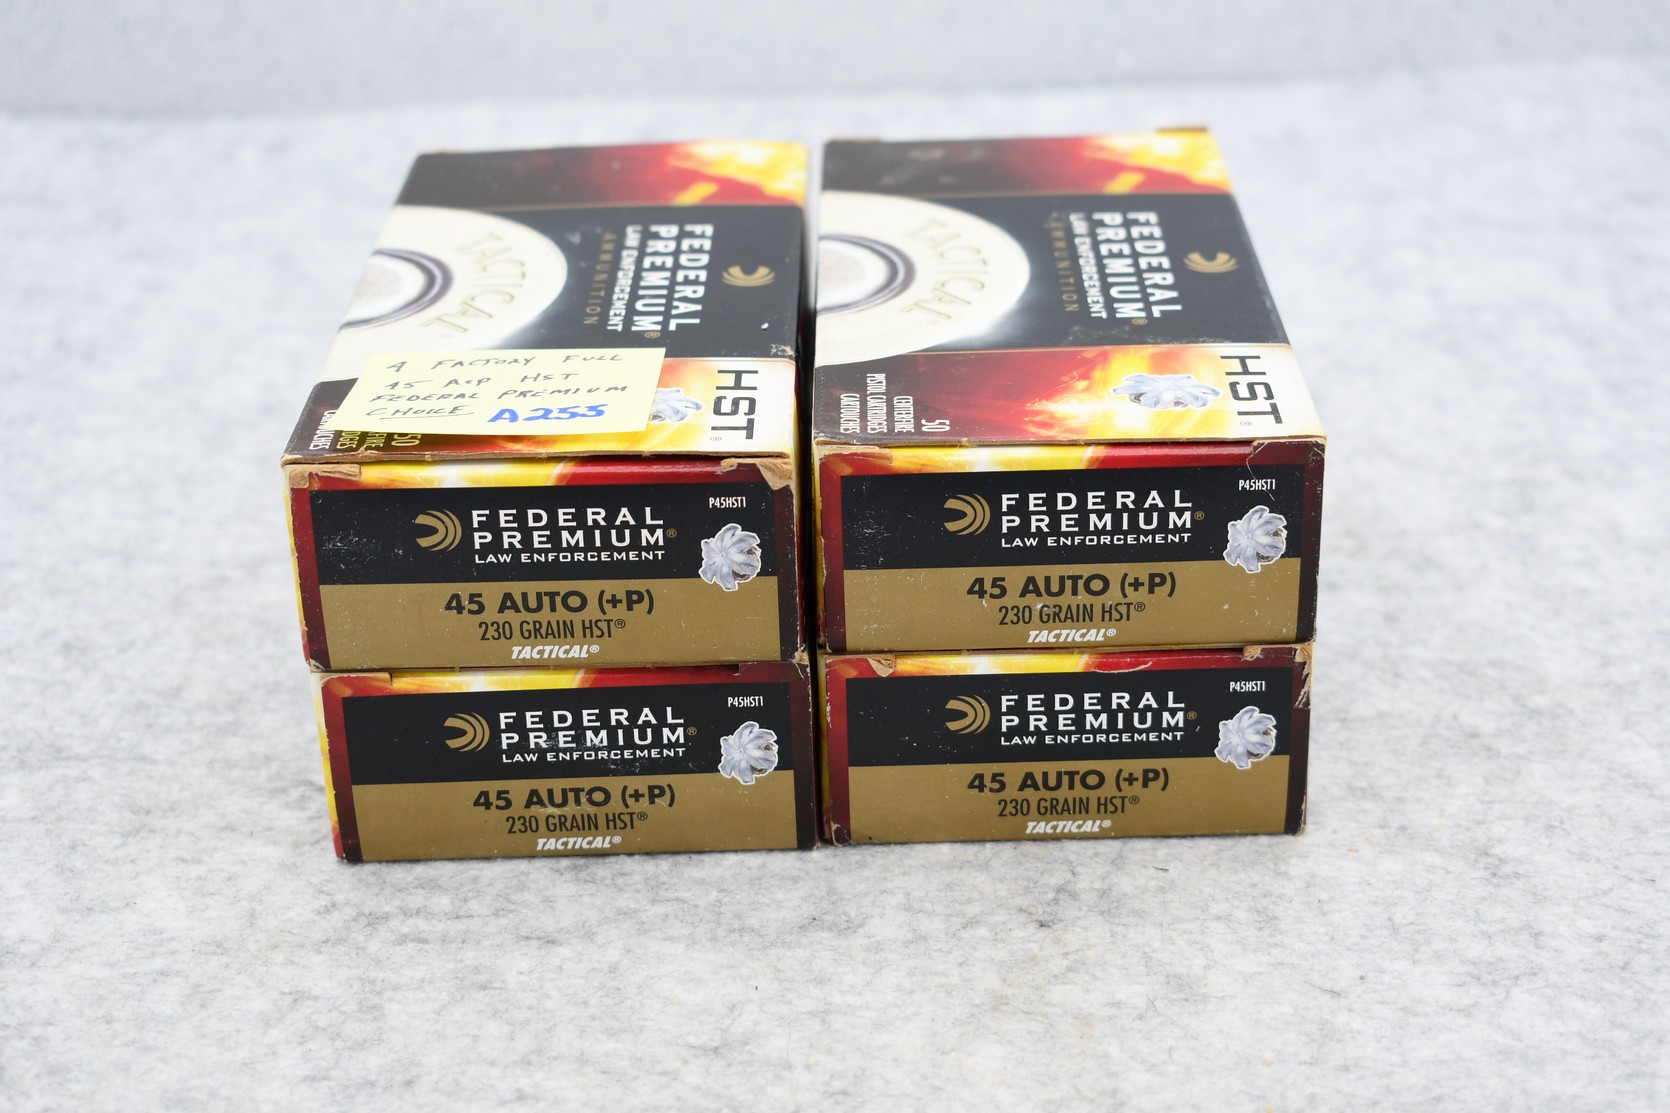 FEDERAL
PREMIUM®
LAW ENFORCEMENT
AMMUNITION
TACTICAL
HST®
50
4 FACTORY FULL
45 ACP HST
FEDERAL PREMIUM
CHOICE A255
FEDERAL
PREMIUM®
LAW ENFORCEMENT
AMMUNITION
TACTICAL
HST®
50
CENTERFIRE
PISTOL CARTRIDGES
CARTOUCHES
P45HST1
FEDERAL
PREMIUM®
LAW ENFORCEMENT
45 AUTO (+P)
230 GRAIN HST®
TACTICAL®
P45HST1
FEDERAL
PREMIUM®
LAW ENFORCEMENT
45 AUTO (+P)
230 GRAIN HST®
TACTICAL®
P45HST1
FEDERAL
PREMIUM®
LAW ENFORCEMENT
45 AUTO (+P)
230 GRAIN HST®
TACTICAL®
P45HST1
FEDERAL
PREMIUM®
LAW ENFORCEMENT
45 AUTO (+P)
230 GRAIN HST®
TACTICAL®